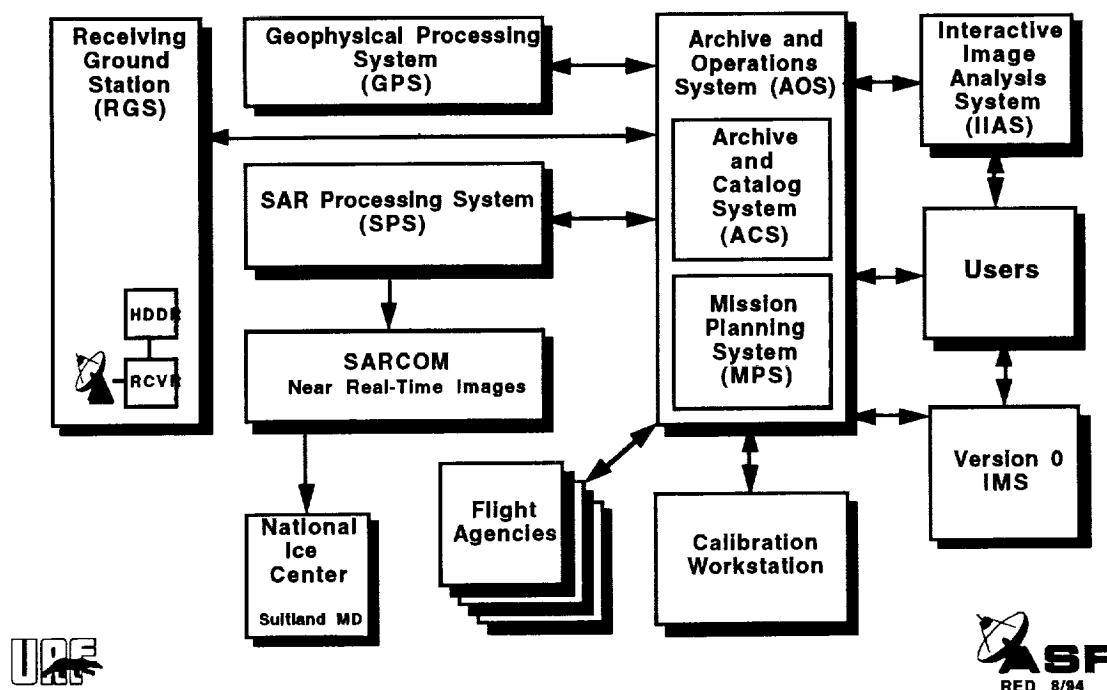 Receiving
Ground
Station
(RGS)
HDDR
RCVR
Geophysical Processing
System
(GPS)
SAR Processing System
(SPS)
SARCOM
Near Real-Time Images
National
Ice
Center
Suitland MD
Flight
Agencies
Archive and
Operations
System (AOS)
Archive
and
Catalog
System
(ACS)
Mission
Planning
System
(MPS)
Calibration
Workstation
Interactive
Image
Analysis
System
(IIAS)
Users
Version 0
IMS
UAF
ASF
RED 8/94